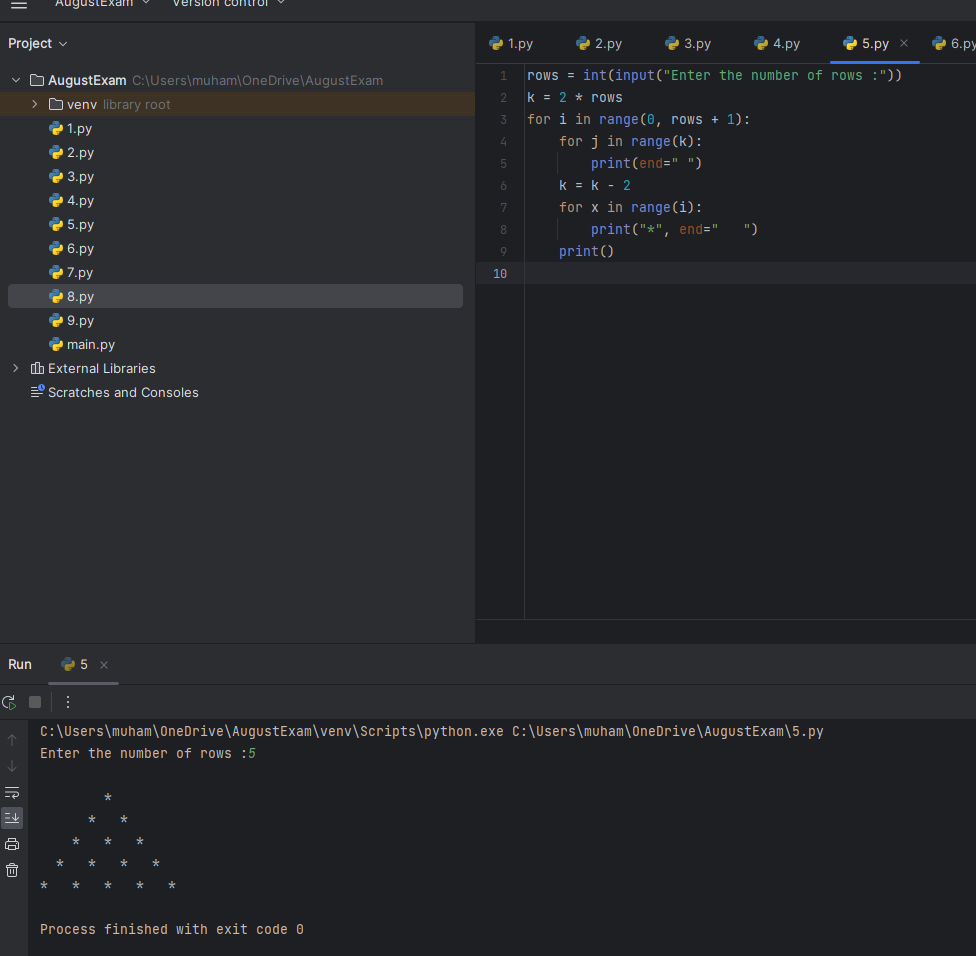 AugustExam Version control
Project
AugustExam C:\Users\muham\OneDrive\AugustExam
venv library root
1.py
2.py
3.py
4.py
5.py
6.py
7.py
8.py
9.py
main.py
External Libraries
Scratches and Consoles
1.py 2.py 3.py 4.py 5.py 6.py
1 rows = int(input("Enter the number of rows :"))
2 k = 2 * rows
3 for i in range(0, rows + 1):
4     for j in range(k):
5         print(end=" ")
6     k = k - 2
7     for x in range(i):
8         print("*", end="   ")
9     print()
10
Run 5
C:\Users\muham\OneDrive\AugustExam\venv\Scripts\python.exe C:\Users\muham\OneDrive\AugustExam\5.py
Enter the number of rows :5
        *
      *   *
    *   *   *
  *   *   *   *
*   *   *   *   *
Process finished with exit code 0